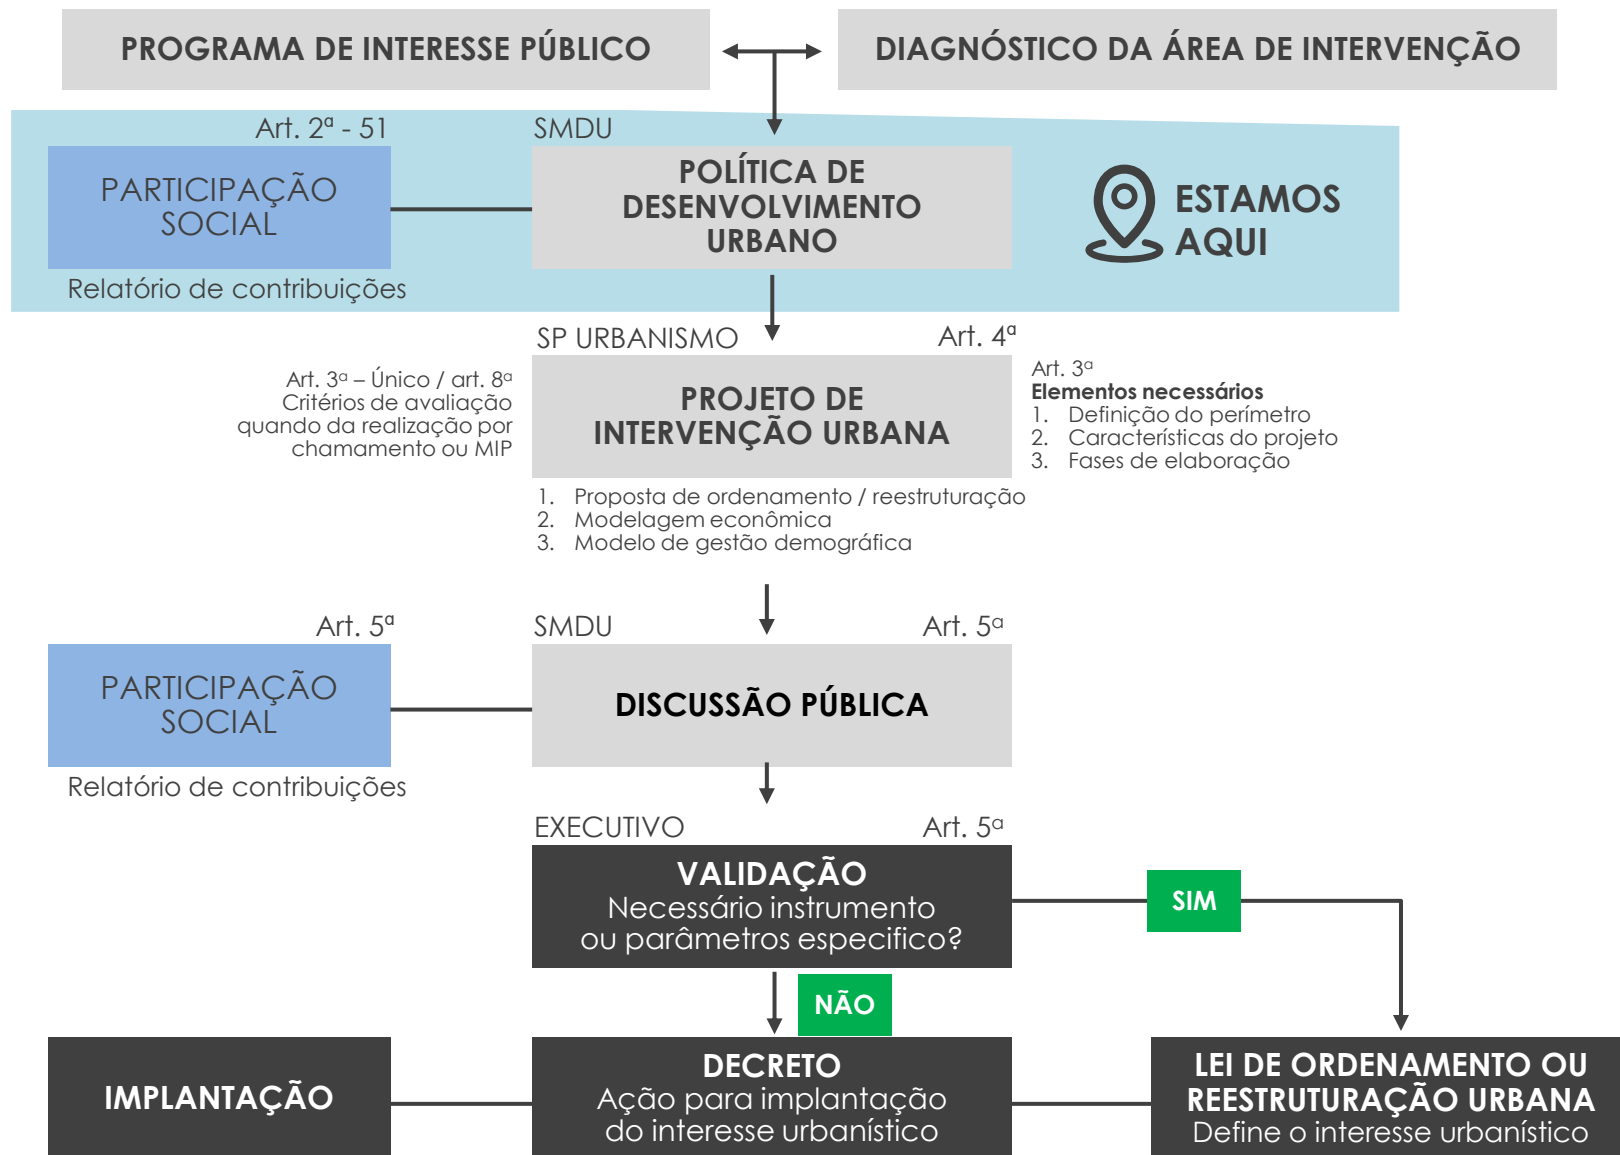 PROGRAMA DE INTERESSE PÚBLICO
DIAGNÓSTICO DA ÁREA DE INTERVENÇÃO
Art. 2ª - 51
SMDU
PARTICIPAÇÃO
SOCIAL
POLÍTICA DE
DESENVOLVIMENTO
URBANO
ESTAMOS
AQUI
Relatório de contribuições
SP URBANISMO
Art. 4ª
Art. 3ª – Único / art. 8ª
Critérios de avaliação
quando da realização por
chamamento ou MIP
PROJETO DE
INTERVENÇÃO URBANA
Art. 3ª
Elementos necessários
1. Definição do perímetro
2. Características do projeto
3. Fases de elaboração
1. Proposta de ordenamento / reestruturação
2. Modelagem econômica
3. Modelo de gestão demográfica
Art. 5ª
SMDU
Art. 5ª
PARTICIPAÇÃO
SOCIAL
DISCUSSÃO PÚBLICA
Relatório de contribuições
EXECUTIVO
Art. 5ª
VALIDAÇÃO
Necessário instrumento
ou parâmetros especifico?
SIM
NÃO
IMPLANTAÇÃO
DECRETO
Ação para implantação
do interesse urbanístico
LEI DE ORDENAMENTO OU
REESTRUTURAÇÃO URBANA
Define o interesse urbanístico